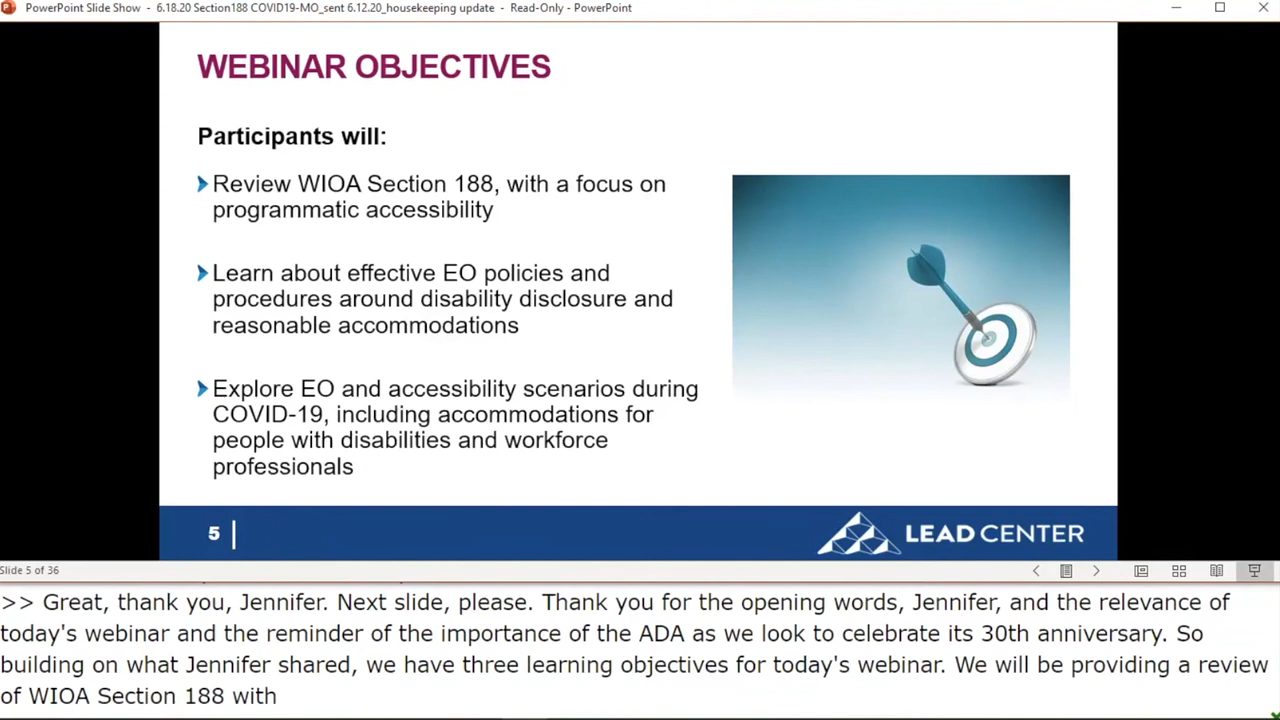 PowerPoint Slide Show - 6.18.20 Section188 COVID19-MO_sent 6.12.20_housekeeping update - Read-Only - PowerPoint
WEBINAR OBJECTIVES
Participants will:
Review WIOA Section 188, with a focus on
programmatic accessibility
Learn about effective EO policies and
procedures around disability disclosure and
reasonable accommodations
Explore EO and accessibility scenarios during
COVID-19, including accommodations for
people with disabilities and workforce
professionals
5
LEAD CENTER
Slide 5 of 36
>> Great, thank you, Jennifer. Next slide, please. Thank you for the opening words, Jennifer, and the relevance of
today's webinar and the reminder of the importance of the ADA as we look to celebrate its 30th anniversary. So
building on what Jennifer shared, we have three learning objectives for today's webinar. We will be providing a review
of WIOA Section 188 with